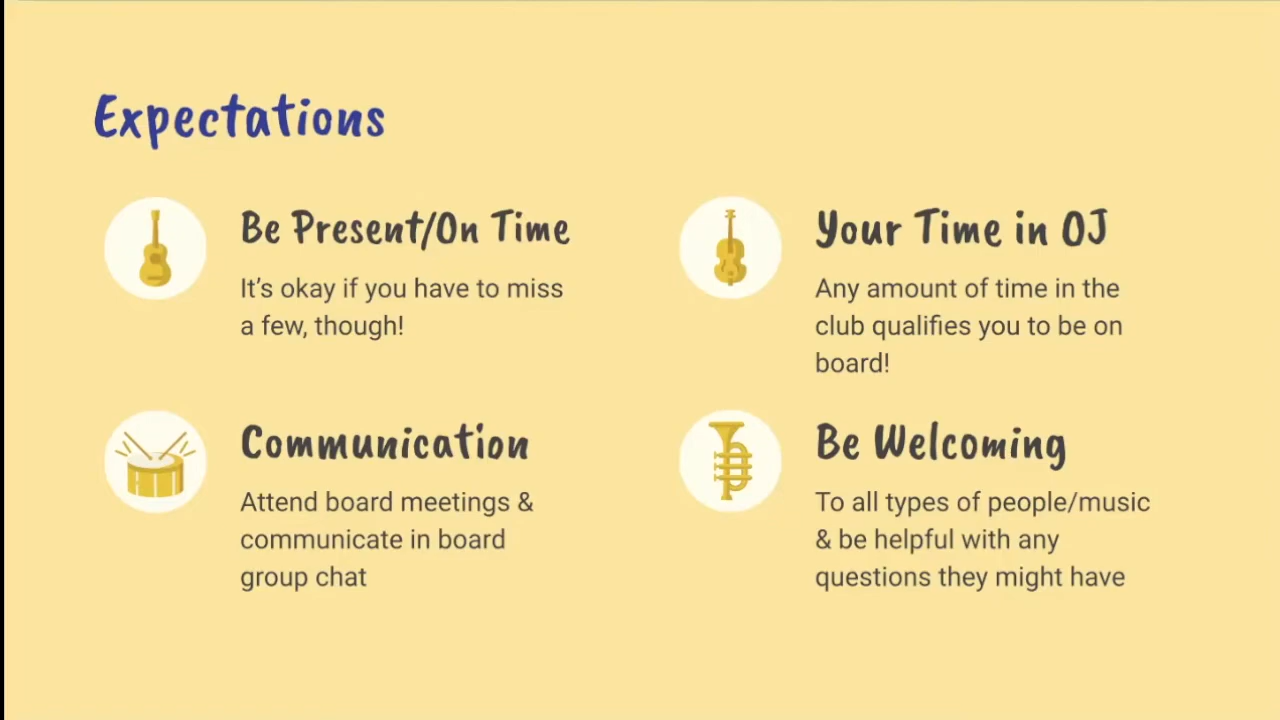 Expectations
Be Present/On Time
It’s okay if you have to miss
a few, though!
Your Time in OJ
Any amount of time in the
club qualifies you to be on
board!
Communication
Attend board meetings &
communicate in board
group chat
Be Welcoming
To all types of people/music
& be helpful with any
questions they might have